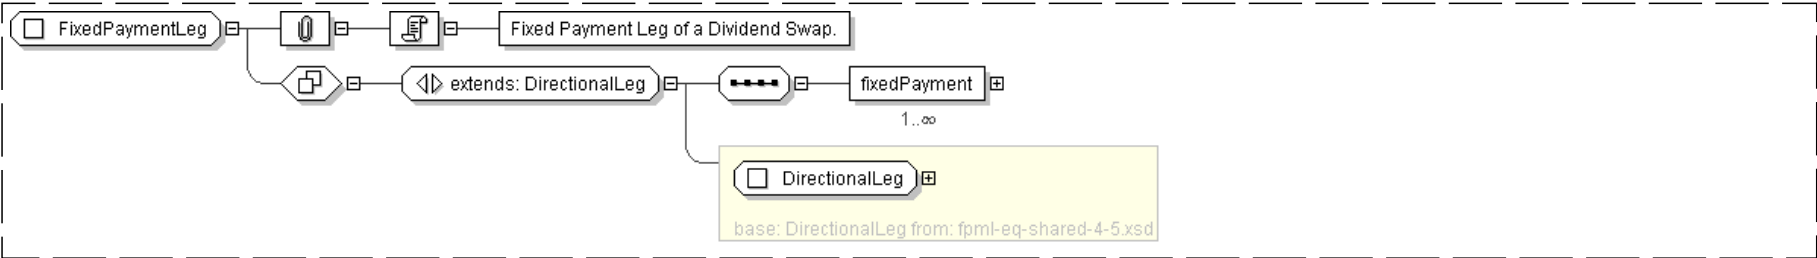 FixedPaymentLeg
Fixed Payment Leg of a Dividend Swap.
extends: DirectionalLeg
fixedPayment
1..∞
DirectionalLeg
base: DirectionalLeg from: fpml-eq-shared-4-5.xsd